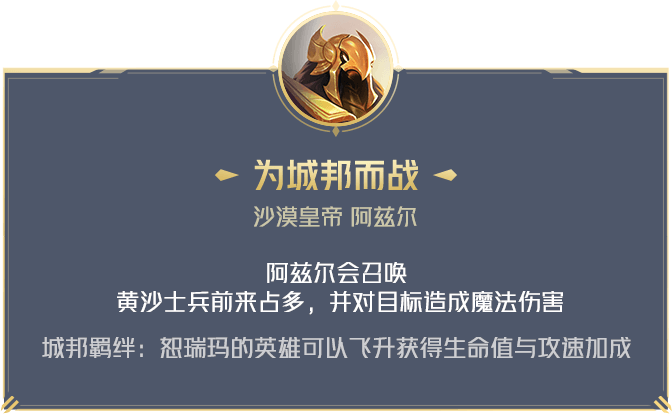 为城邦而战
沙漠皇帝 阿兹尔
阿兹尔会召唤
黄沙士兵前来占多，并对目标造成魔法伤害
城邦羁绊：恕瑞玛的英雄可以飞升获得生命值与攻速加成